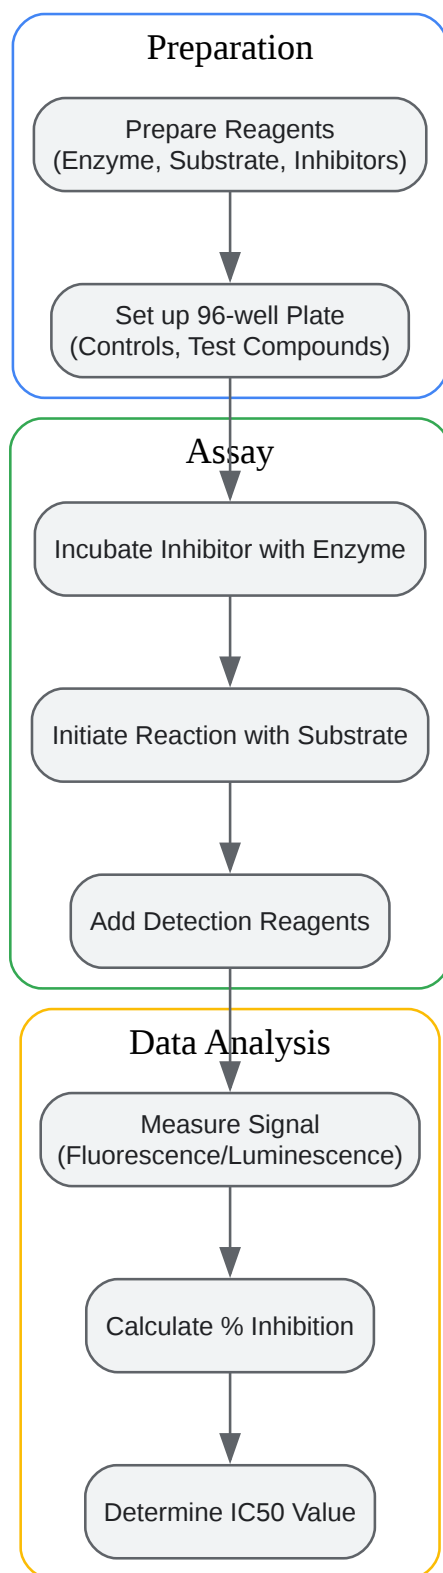 Preparation
Prepare Reagents
(Enzyme, Substrate, Inhibitors)
Set up 96-well Plate
(Controls, Test Compounds)
Assay
Incubate Inhibitor with Enzyme
Initiate Reaction with Substrate
Add Detection Reagents
Data Analysis
Measure Signal
(Fluorescence/Luminescence)
Calculate % Inhibition
Determine IC50 Value